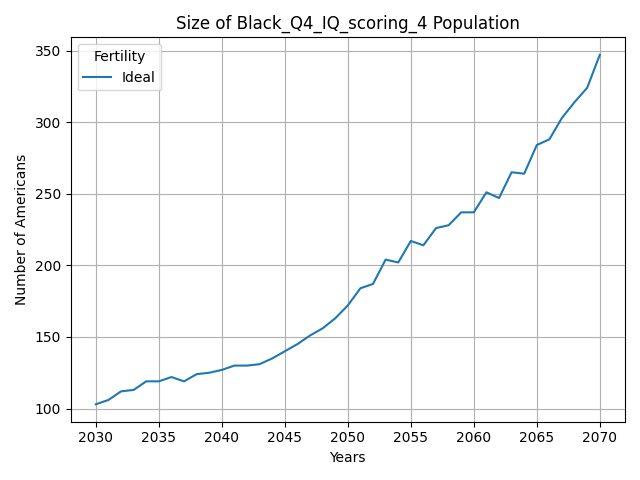 Size of Black_Q4_IQ_scoring_4 Population
Fertility
Ideal
Number of Americans
350
300
250
200
150
100
2030 2035 2040 2045 2050 2055 2060 2065 2070
Years